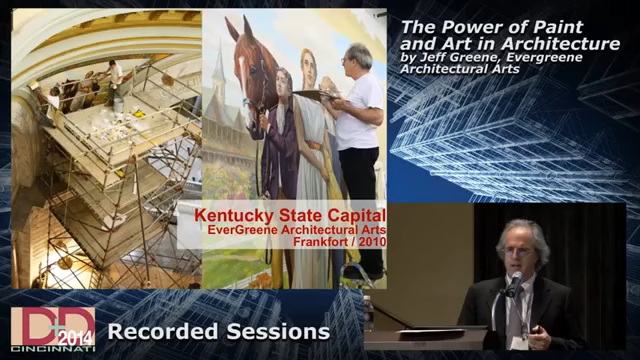 The Power of Paint
and Art in Architecture
by Jeff Greene, Evergreene
Architectural Arts
Kentucky State Capital
EverGreene Architectural Arts
Frankfort / 2010
D+D
2014
CINCINNATI
Recorded Sessions